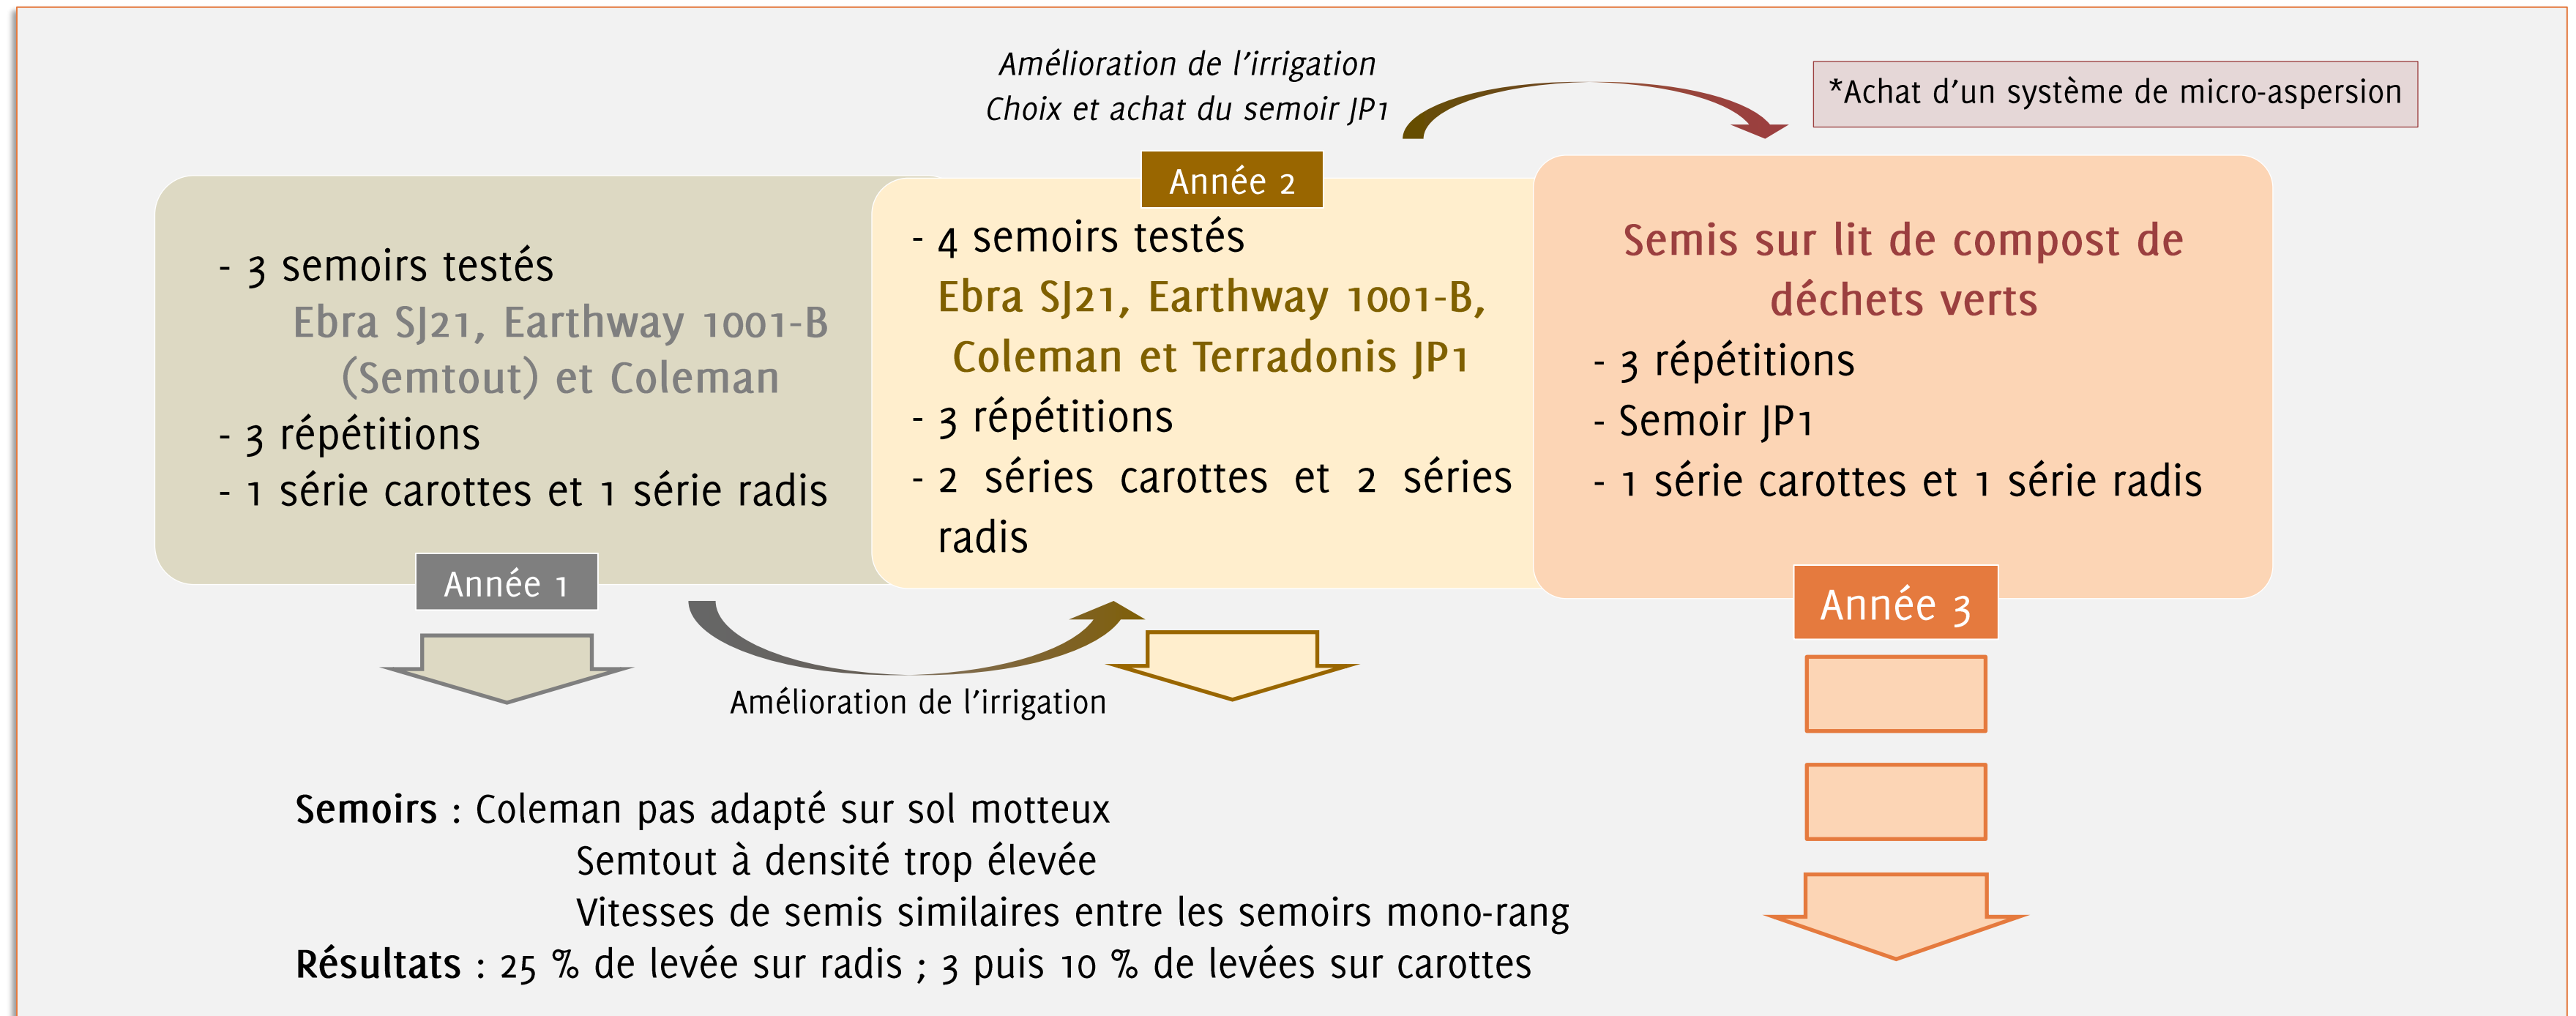 Amélioration de l'irrigation
Choix et achat du semoir JP1
*Achat d'un système de micro-aspersion
Année 2
- 3 semoirs testés
Ebra SJ21, Earthway 1001-B
(Semtout) et Coleman
- 3 répétitions
- 1 série carottes et 1 série radis
Année 1
- 4 semoirs testés
Ebra SJ21, Earthway 1001-B,
Coleman et Terradonis JP1
- 3 répétitions
- 2 séries carottes et 2 séries
radis
Semis sur lit de compost de
déchets verts
- 3 répétitions
- Semoir JP1
- 1 série carottes et 1 série radis
Année 3
Amélioration de l'irrigation
Semoirs : Coleman pas adapté sur sol motteux
Semtout à densité trop élevée
Vitesses de semis similaires entre les semoirs mono-rang
Résultats : 25 % de levée sur radis ; 3 puis 10 % de levées sur carottes